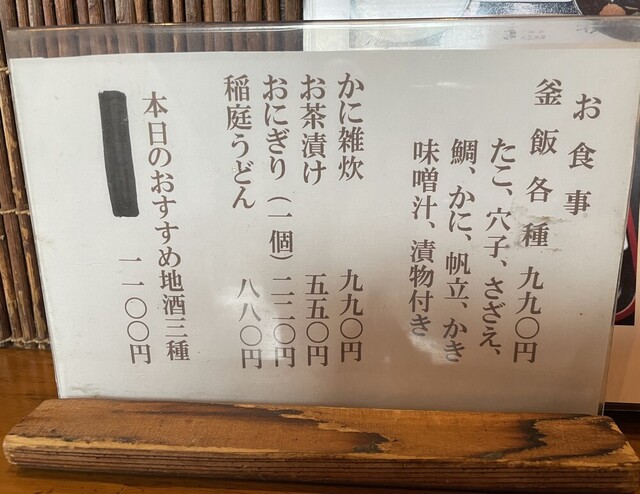 お食事
釜飯各種 九九〇円
たこ、穴子、さざえ、
鯛、かに、帆立、かき
味噌汁、漬物付き
かに雑炊 九九〇円
お茶漬け 五五〇円
おにぎり（一個）二二〇円
稲庭うどん 八八〇円
本日のおすすめ地酒三種
一一〇〇円